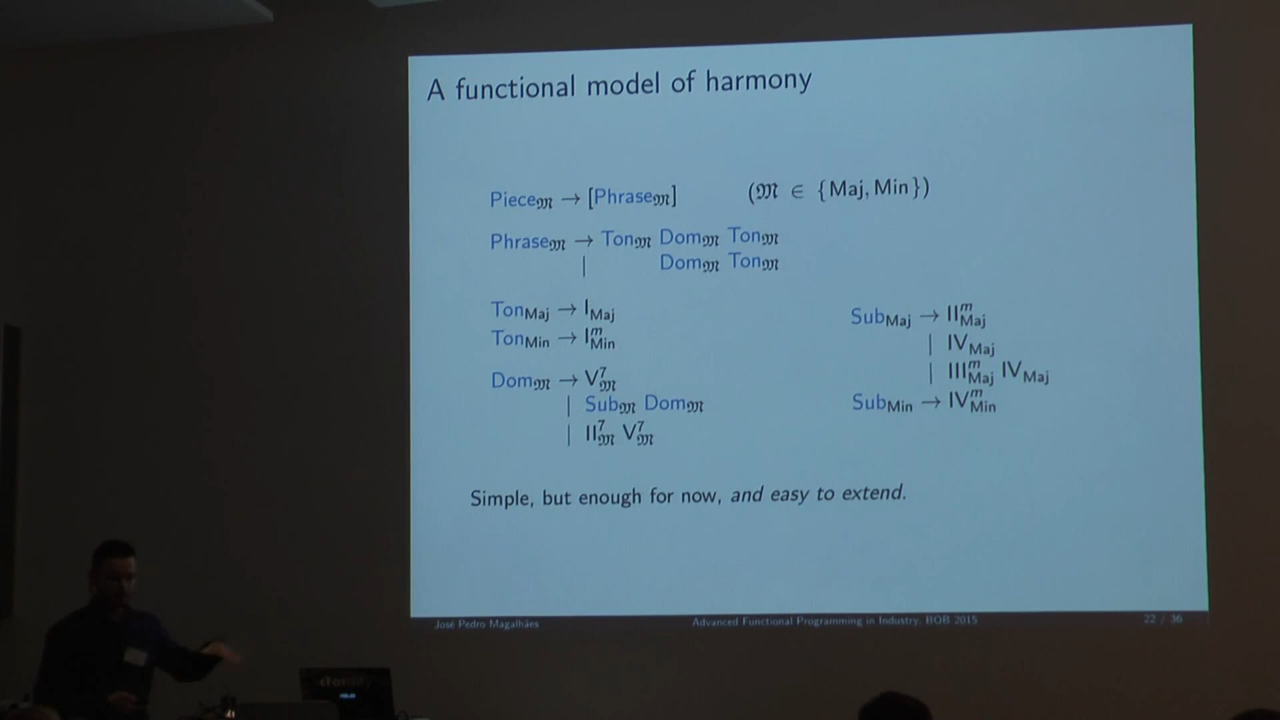 A functional model of harmony
Piece𝔐 → [Phrase𝔐] (𝔐 ∈ {Maj, Min})
Phrase𝔐 → Ton𝔐 Dom𝔐 Ton𝔐
| Dom𝔐 Ton𝔐
Ton_Maj → I_Maj
Ton_Min → I^m_Min
Dom𝔐 → V^7_𝔐
| Sub𝔐 Dom𝔐
| II^7_𝔐 V^7_𝔐
Sub_Maj → II^m_Maj
| IV_Maj
| III^m_Maj IV_Maj
Sub_Min → IV^m_Min
Simple, but enough for now, and easy to extend.
José Pedro Magalhães Advanced Functional Programming in Industry, BOB 2015 22 / 36